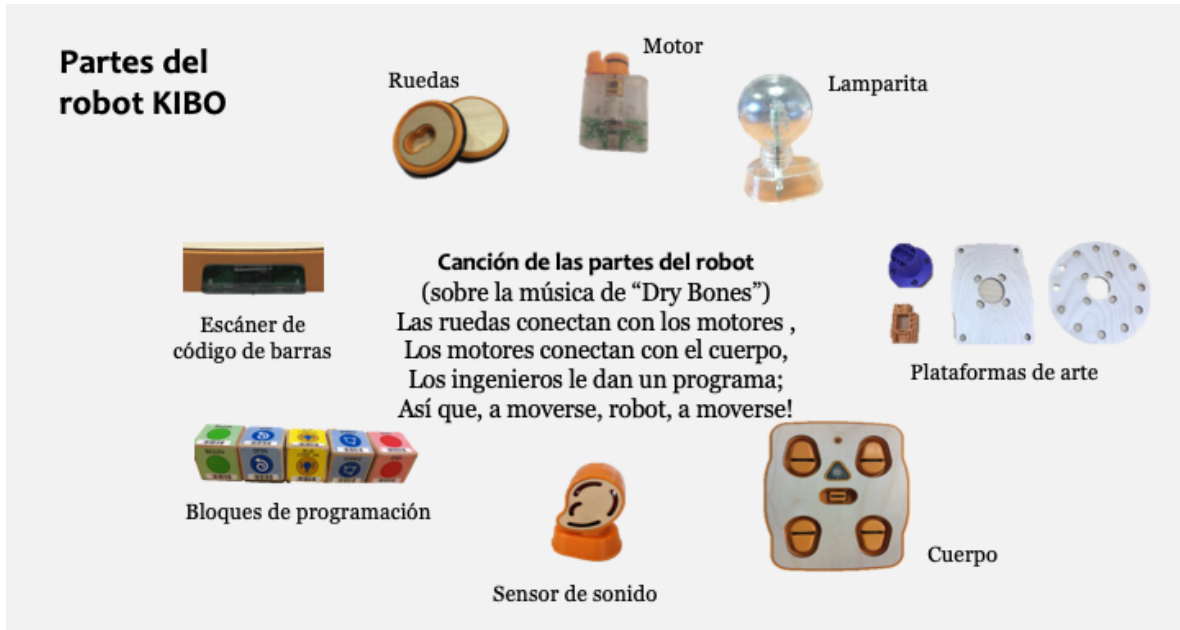 Partes del
robot KIBO
Ruedas
Motor
Lamparita
Escáner de
código de barras
Canción de las partes del robot
(sobre la música de “Dry Bones”)
Las ruedas conectan con los motores ,
Los motores conectan con el cuerpo,
Los ingenieros le dan un programa;
Así que, a moverse, robot, a moverse!
Plataformas de arte
Bloques de programación
Sensor de sonido
Cuerpo